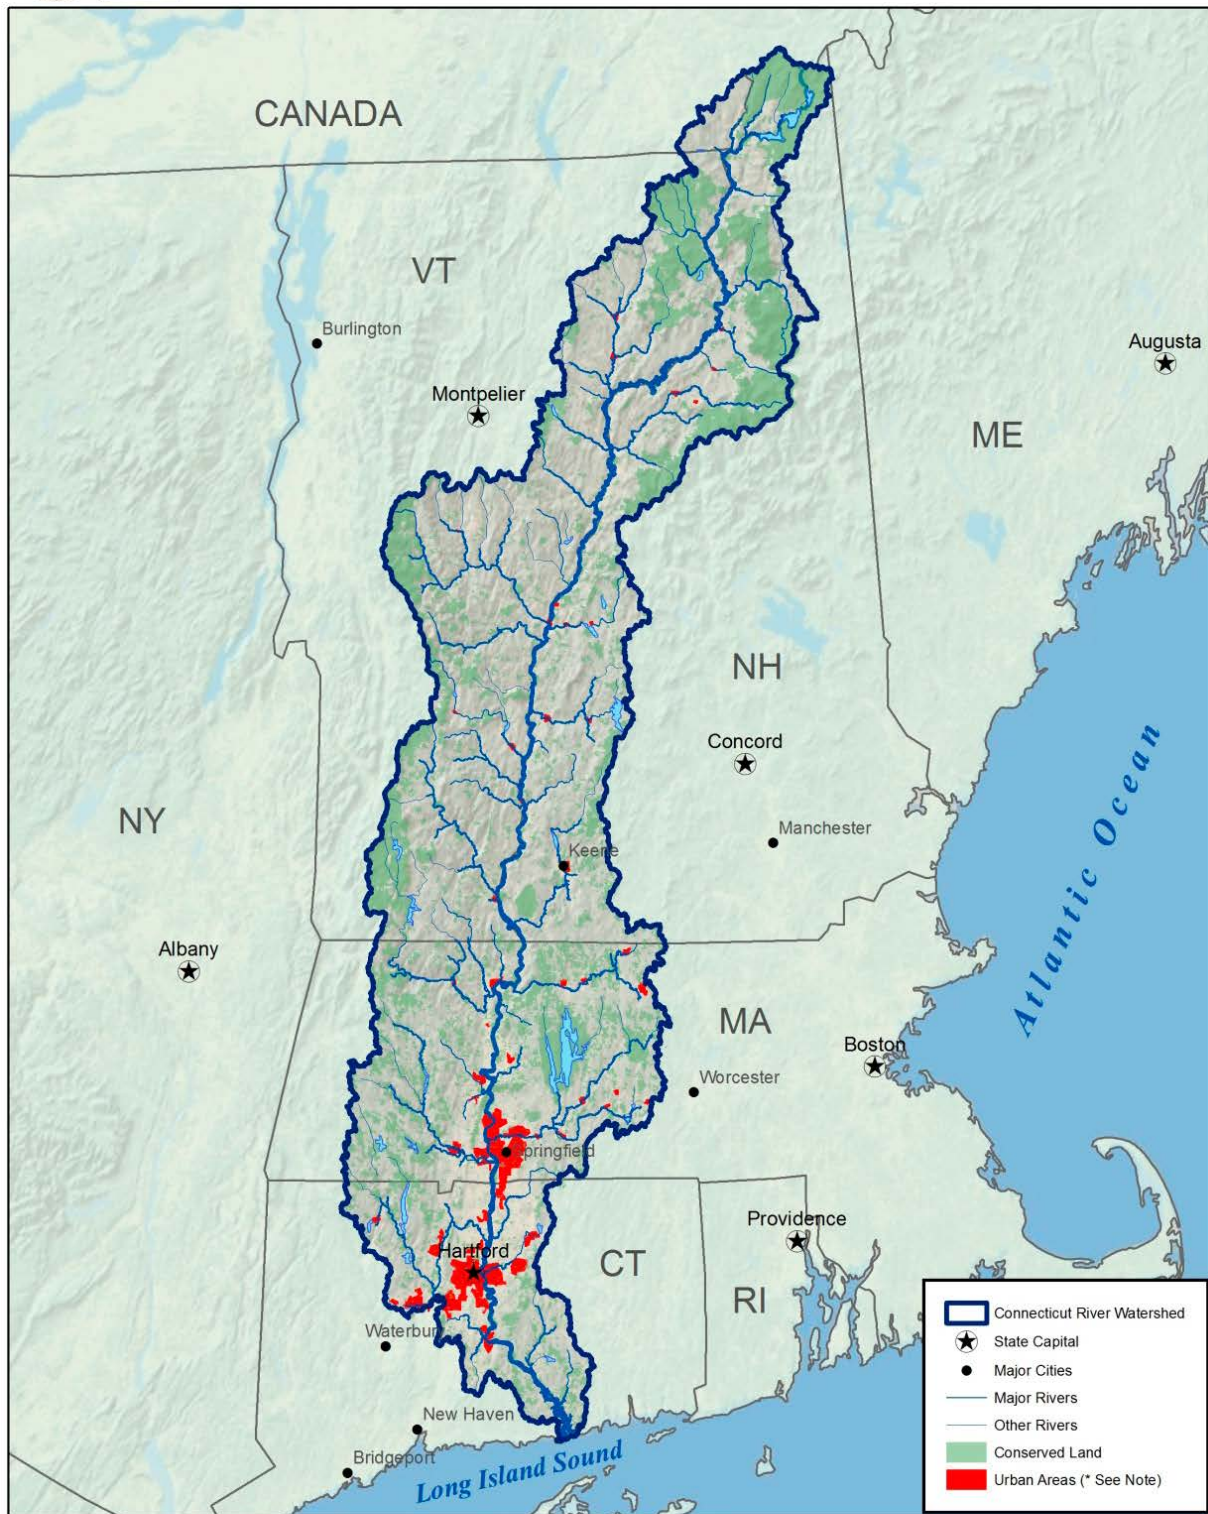 CANADA
VT
Burlington
Augusta
Montpelier
ME
NH
Concord
NY
Manchester
Keene
Atlantic Ocean
Albany
MA
Boston
Worcester
Springfield
Providence
Hartford
CT
RI
Waterbury
New Haven
Bridgeport
Long Island Sound
Connecticut River Watershed
State Capital
Major Cities
Major Rivers
Other Rivers
Conserved Land
Urban Areas (* See Note)